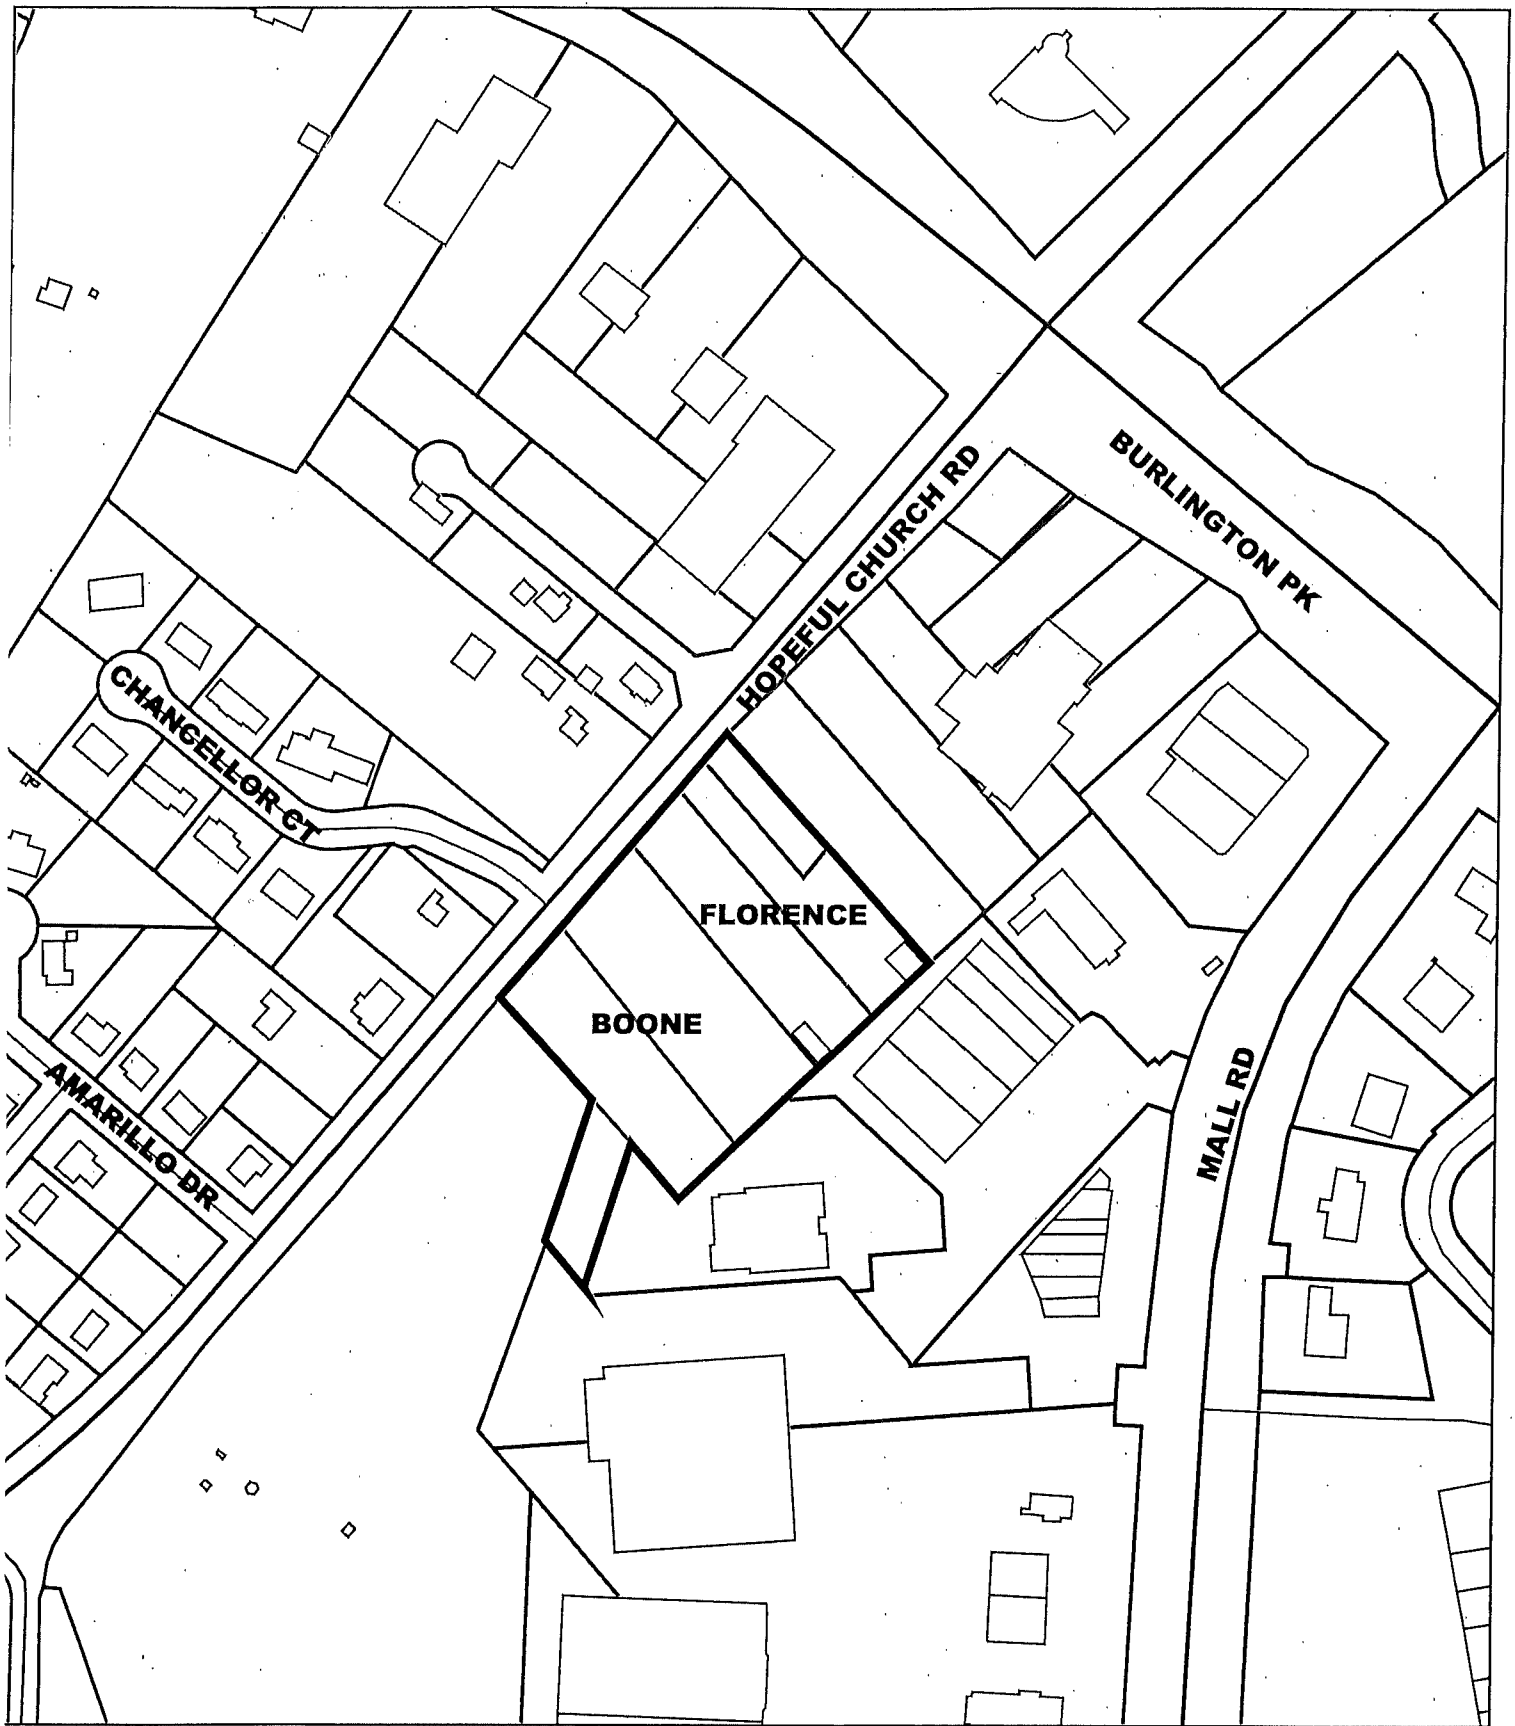 BURLINGTON PK
HOPEFUL CHURCH RD
CHANCELLOR CT
FLORENCE
BOONE
AMARILLO DR
MALL RD